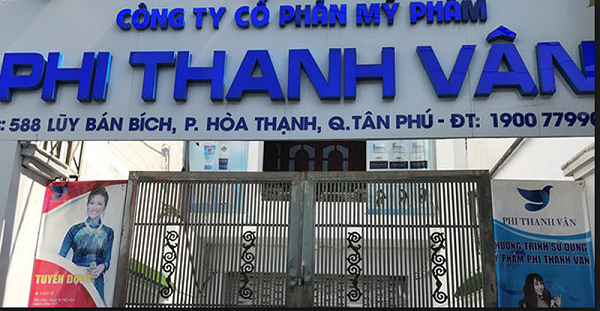 CÔNG TY CỔ PHẦN MỸ PHẨM
PHI THANH VÂN
: 588 LŨY BÁN BÍCH, P. HÒA THẠNH, Q.TÂN PHÚ - ĐT: 1900 77990
TUYỂN DỤNG
PHI THANH VÂN
HƯƠNG TRÌNH SỬ DỤNG
Ỹ PHẨM PHI THANH VÂN